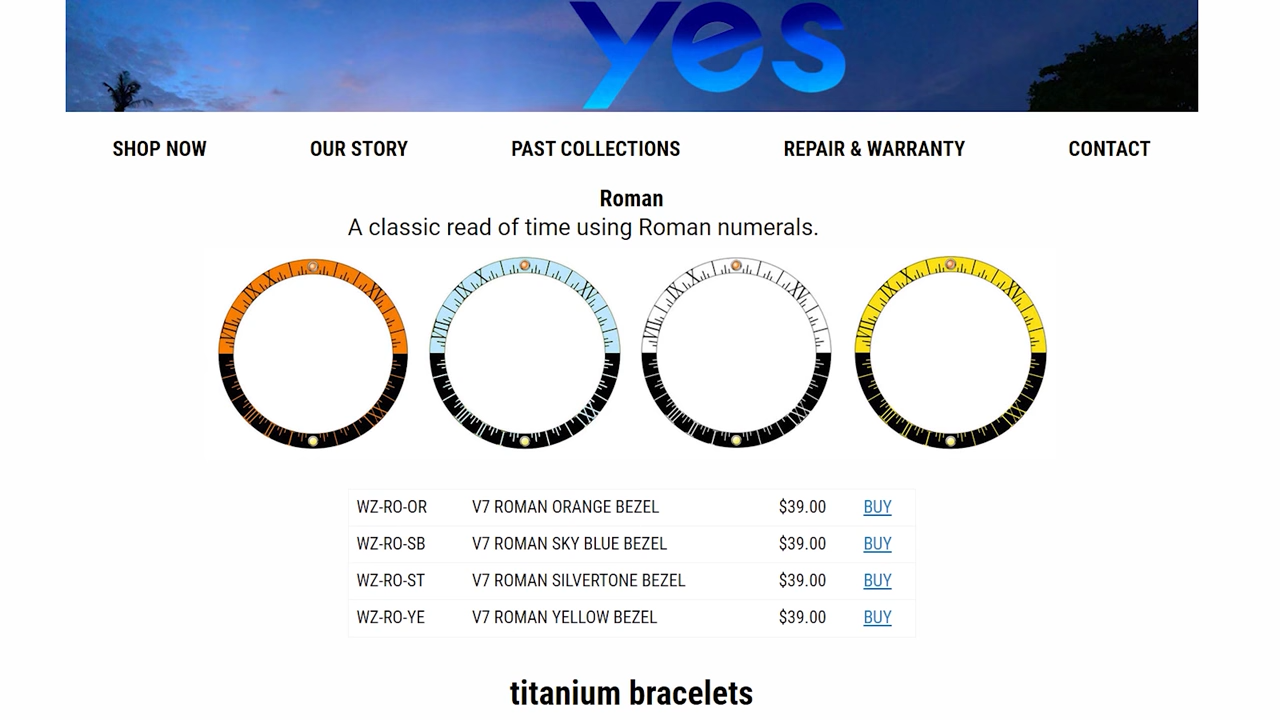 yes
SHOP NOW OUR STORY PAST COLLECTIONS REPAIR & WARRANTY CONTACT
Roman
A classic read of time using Roman numerals.
WZ-RO-OR V7 ROMAN ORANGE BEZEL $39.00 BUY
WZ-RO-SB V7 ROMAN SKY BLUE BEZEL $39.00 BUY
WZ-RO-ST V7 ROMAN SILVERTONE BEZEL $39.00 BUY
WZ-RO-YE V7 ROMAN YELLOW BEZEL $39.00 BUY
titanium bracelets